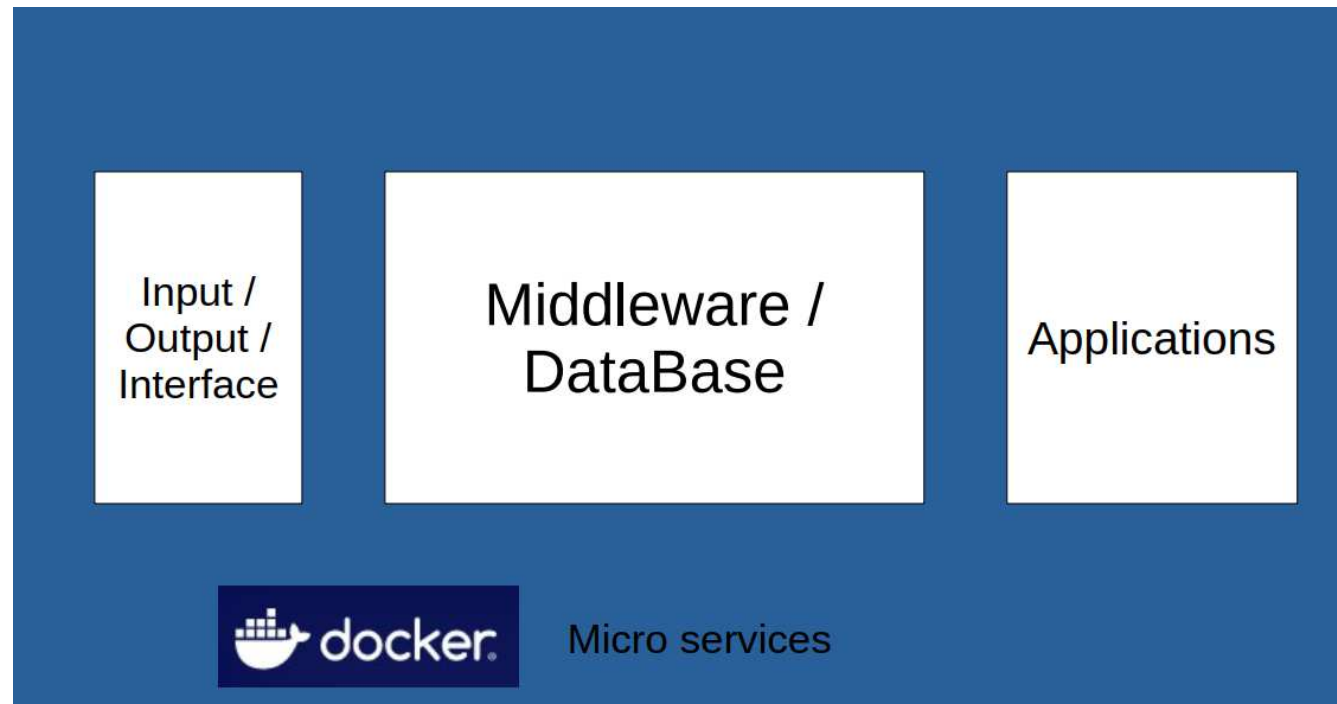 Input /
Output /
Interface
Middleware /
DataBase
Applications
docker.
Micro services